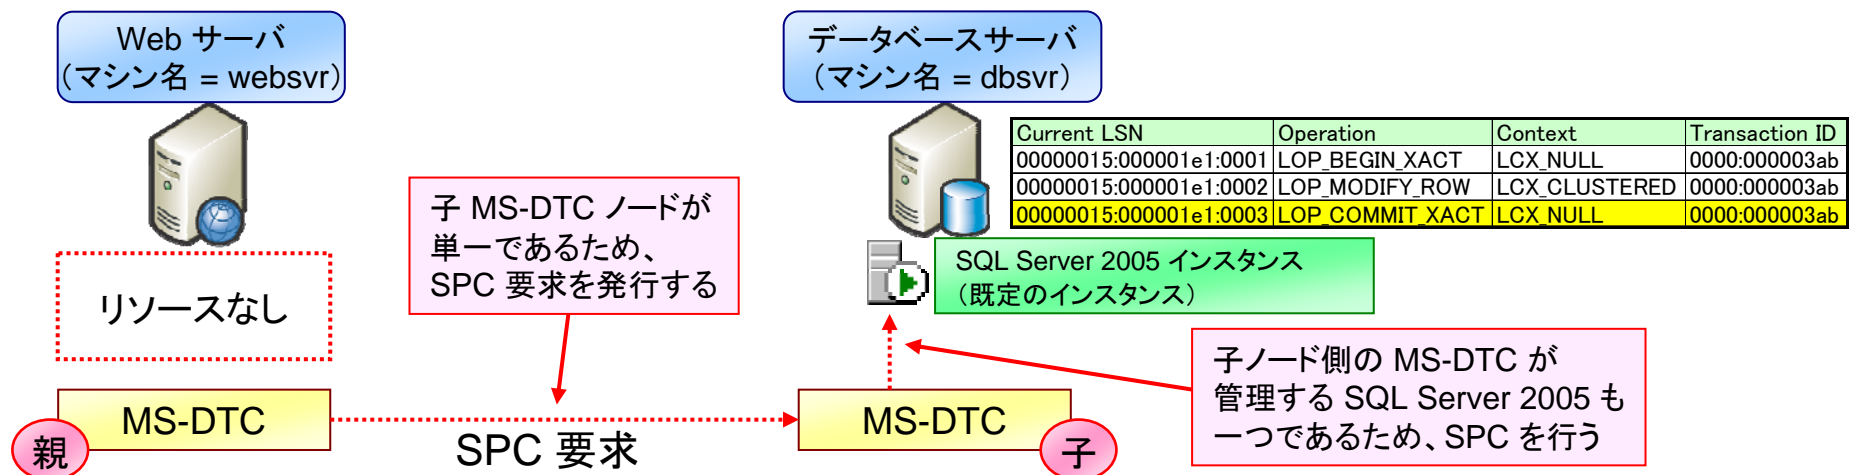 Web サーバ
（マシン名 = websvr）
データベースサーバ
（マシン名 = dbsvr）
Current LSN Operation Context Transaction ID
00000015:000001e1:0001 LOP_BEGIN_XACT LCX_NULL 0000:000003ab
00000015:000001e1:0002 LOP_MODIFY_ROW LCX_CLUSTERED 0000:000003ab
00000015:000001e1:0003 LOP_COMMIT_XACT LCX_NULL 0000:000003ab
子 MS-DTC ノードが
単一であるため、
SPC 要求を発行する
SQL Server 2005 インスタンス
（既定のインスタンス）
リソースなし
子ノード側の MS-DTC が
管理する SQL Server 2005 も
一つであるため、SPC を行う
MS-DTC
親
SPC 要求
MS-DTC
子